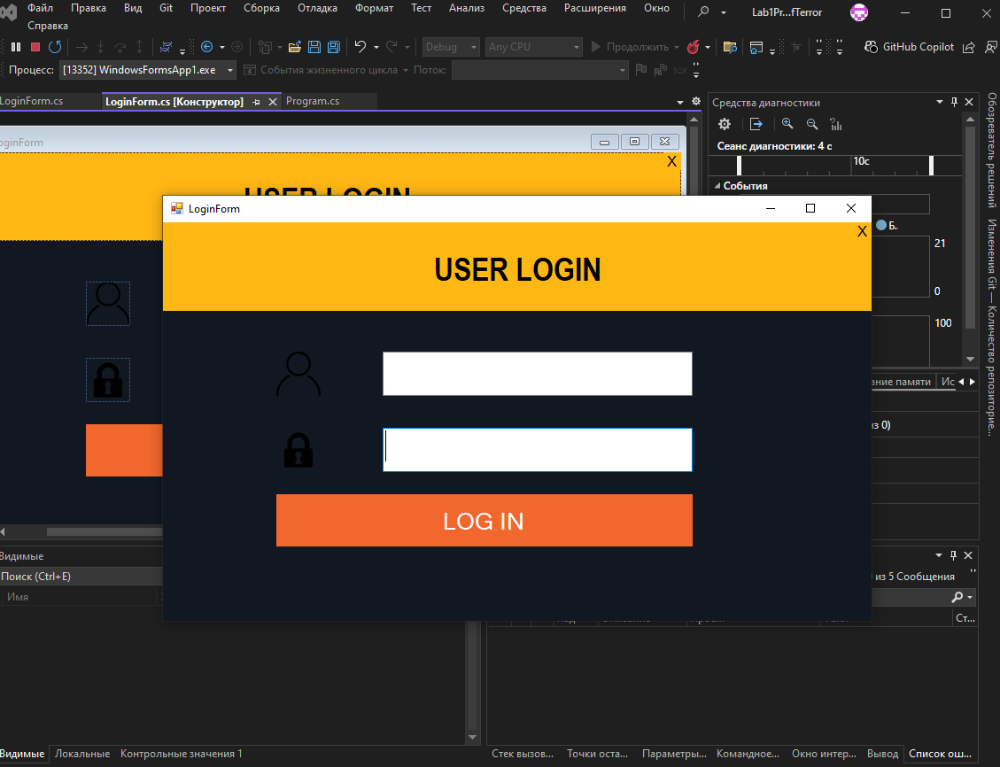 Файл Правка Вид Git Проект Сборка Отладка Формат Тест Анализ Средства Расширения Окно Lab1Pr...fTerror
Справка
Debug Any CPU Продолжить GitHub Copilot
Процесс: [13352] WindowsFormsApp1.exe События жизненного цикла Поток:
LoginForm.cs LoginForm.cs [Конструктор] Program.cs
oginForm
X
USER LOGIN
LoginForm
X
USER LOGIN
LOG IN
Средства диагностики
Сеанс диагностики: 4 с
10с
События
Б..
21
0
100
ание памяти Ис
из 0)
Обозреватель решений
Изменения Git — Количество репозиторие...
Видимые
Поиск (Ctrl+E)
Имя
из 5 Сообщения
Ст...
Видимые Локальные Контрольные значения 1
Стек вызов... Точки оста... Параметры... Командное... Окно интер... Вывод Список ош...